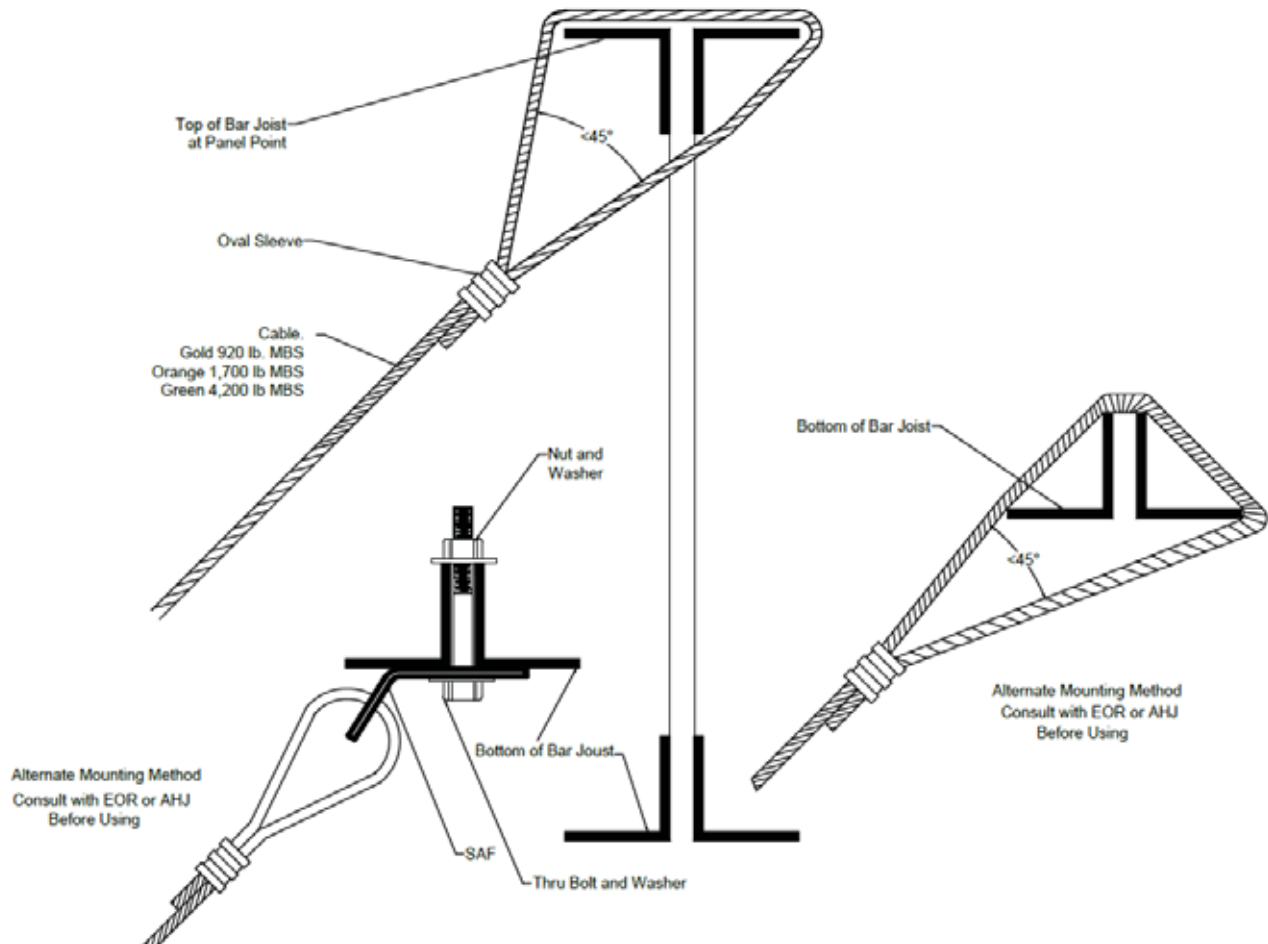 Top of Bar Joist
at Panel Point
<45°
Oval Sleeve
Cable.
Gold 920 lb. MBS
Orange 1,700 lb MBS
Green 4,200 lb MBS
Nut and
Washer
Bottom of Bar Joist
<45°
Alternate Mounting Method
Consult with EOR or AHJ
Before Using
Bottom of Bar Joust
Alternate Mounting Method
Consult with EOR or AHJ
Before Using
SAF
Thru Bolt and Washer